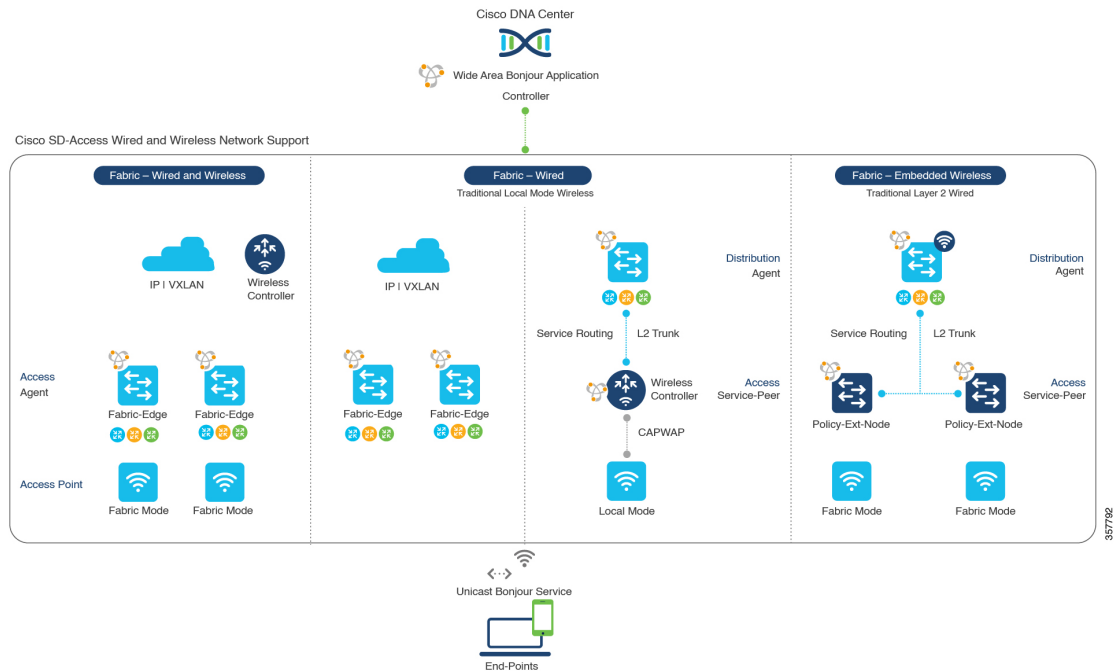 Cisco DNA Center
Wide Area Bonjour Application
Controller
Cisco SD-Access Wired and Wireless Network Support
Fabric – Wired and Wireless
IP | VXLAN
Wireless
Controller
Access
Agent
Fabric-Edge
Fabric-Edge
Access Point
Fabric Mode
Fabric Mode
Fabric – Wired
Traditional Local Mode Wireless
IP | VXLAN
Fabric-Edge
Fabric-Edge
Distribution
Agent
Service Routing
L2 Trunk
Wireless
Controller
Access
Service-Peer
CAPWAP
Local Mode
Fabric – Embedded Wireless
Traditional Layer 2 Wired
Distribution
Agent
Service Routing
L2 Trunk
Access
Service-Peer
Policy-Ext-Node
Policy-Ext-Node
Fabric Mode
Fabric Mode
357792
Unicast Bonjour Service
End-Points